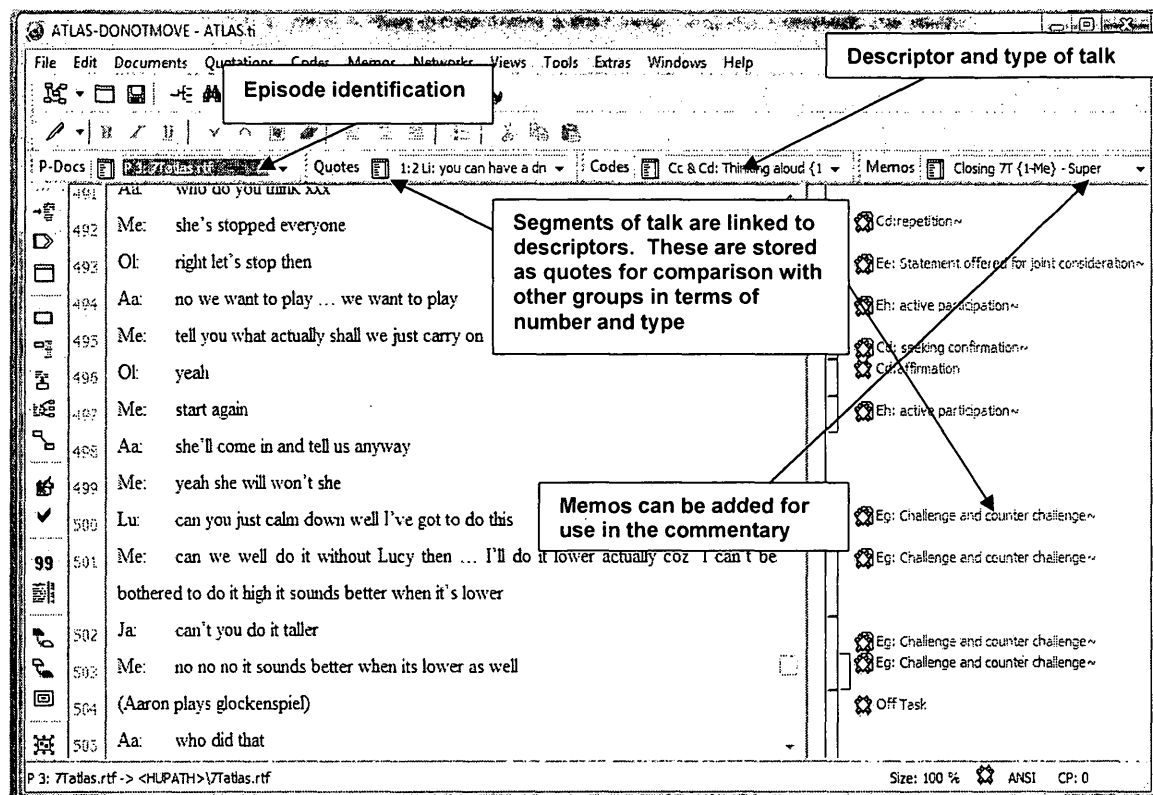 ATLAS-DONOTMOVE - ATLAS.ti
File Edit Documents Quotations Codes Memos Networks Views Tools Extras Windows Help
Descriptor and type of talk
Episode identification
P-Docs P 3: 7Tatlas.rtf Quotes 1:2 Li: you can have a dn Codes Cc & Cd: Thinking aloud {1 Memos Closing 7T {1-Me} - Super
491 Aa: who do you think xxx
492 Me: she's stopped everyone
Cd:repetition~
Segments of talk are linked to
descriptors. These are stored
as quotes for comparison with
other groups in terms of
number and type
493 Ol: right let's stop then
Ee: Statement offered for joint consideration~
494 Aa: no we want to play ... we want to play
Eh: active participation~
495 Me: tell you what actually shall we just carry on
Cd: seeking confirmation~
496 Ol: yeah
Cd:affirmation
497 Me: start again
Eh: active participation~
498 Aa: she'll come in and tell us anyway
499 Me: yeah she will won't she
Memos can be added for
use in the commentary
500 Lu: can you just calm down well I've got to do this
Eg: Challenge and counter challenge~
501 Me: can we well do it without Lucy then ... I'll do it lower actually coz I can't be
Eg: Challenge and counter challenge~
bothered to do it high it sounds better when it's lower
502 Ja: can't you do it taller
Eg: Challenge and counter challenge~
503 Me: no no no it sounds better when its lower as well
Eg: Challenge and counter challenge~
504 (Aaron plays glockenspiel)
Off Task
505 Aa: who did that
99
P 3: 7Tatlas.rtf -> <HUPATH>\7Tatlas.rtf Size: 100 % ANSI CP: 0